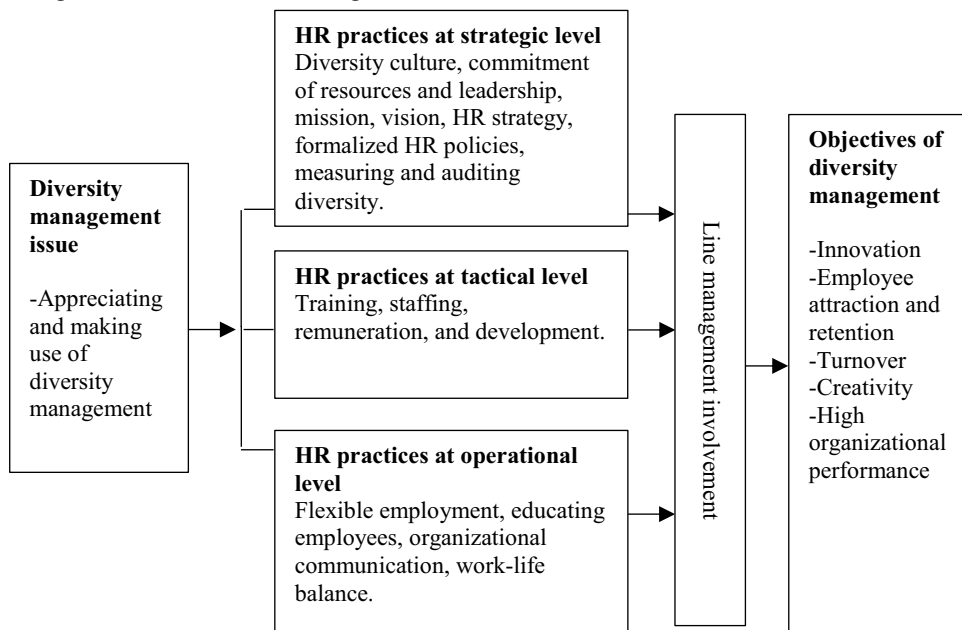 Diversity
management
issue
-Appreciating
and making
use of
diversity
management
HR practices at strategic level
Diversity culture, commitment
of resources and leadership,
mission, vision, HR strategy,
formalized HR policies,
measuring and auditing
diversity.
HR practices at tactical level
Training, staffing,
remuneration, and development.
HR practices at operational
level
Flexible employment, educating
employees, organizational
communication, work-life
balance.
Line management involvement
Objectives of
diversity
management
-Innovation
-Employee
attraction and
retention
-Turnover
-Creativity
-High
organizational
performance